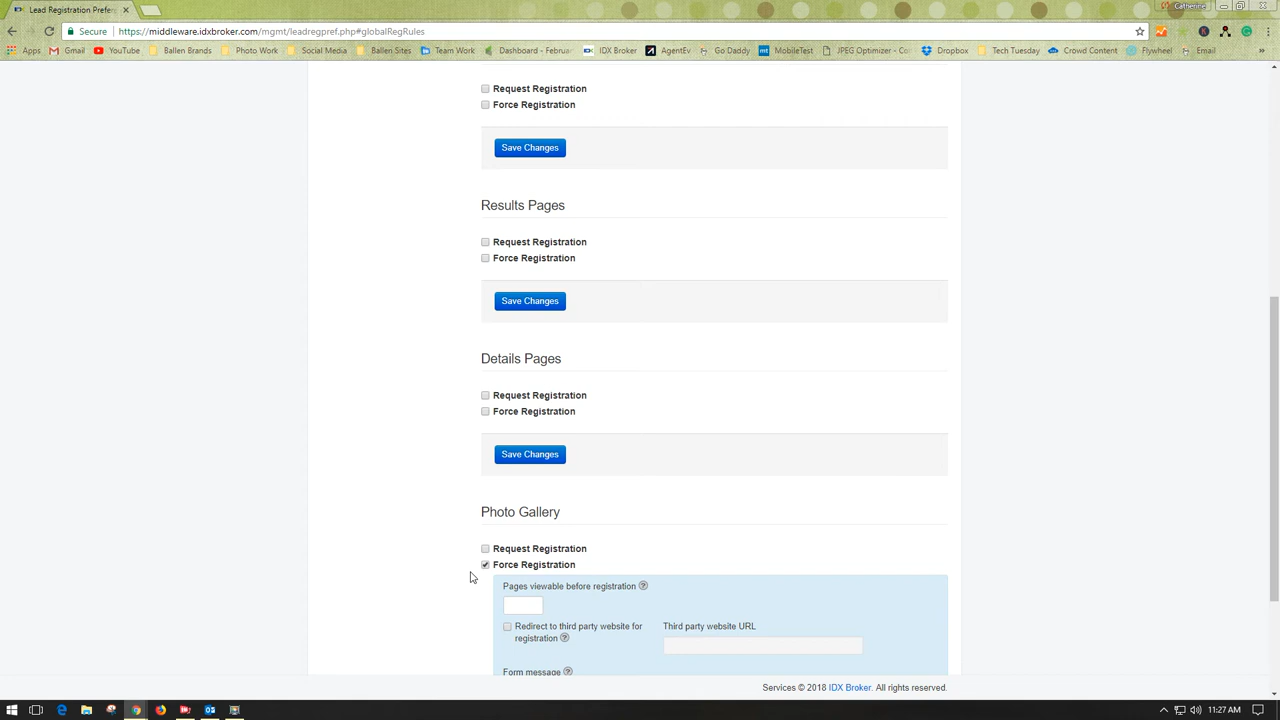 Lead Registration Prefer
Catherine
Secure
https://middleware.idxbroker.com/mgmt/leadregpref.php#globalRegRules
Apps
Gmail
YouTube
Ballen Brands
Photo Work
Social Media
Ballen Sites
Team Work
Dashboard - Februar
IDX Broker
AgentEv
Go Daddy
mt
MobileTest
JPEG Optimizer - Co
Dropbox
Tech Tuesday
Crowd Content
Flywheel
Email
Request Registration
Force Registration
Save Changes
Results Pages
Request Registration
Force Registration
Save Changes
Details Pages
Request Registration
Force Registration
Save Changes
Photo Gallery
Request Registration
Force Registration
Pages viewable before registration ?
Redirect to third party website for
registration ?
Third party website URL
Form message ?
Services © 2018 IDX Broker. All rights reserved.
11:27 AM